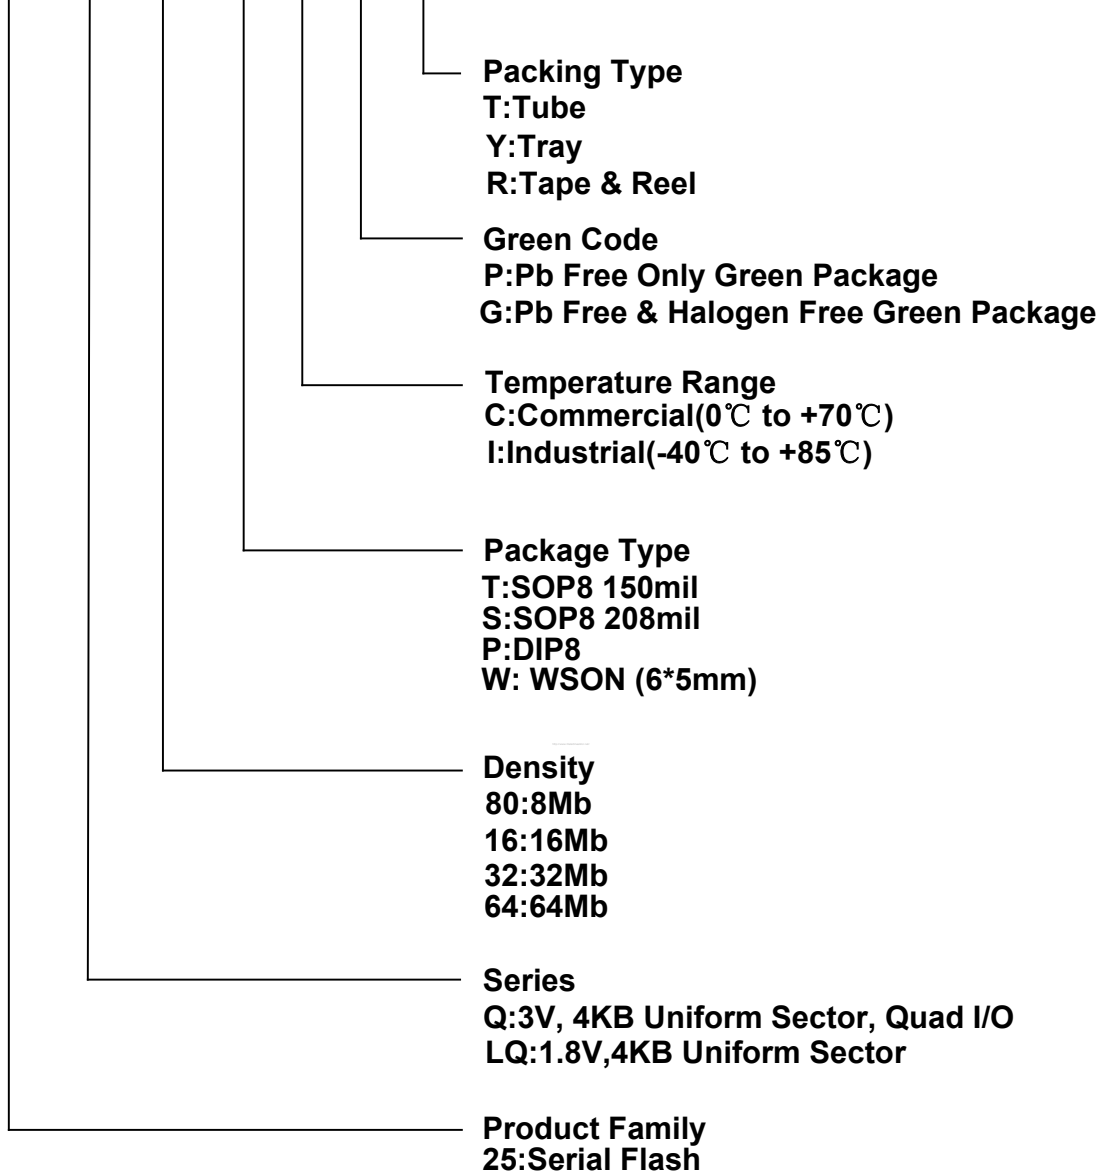 Packing Type
T:Tube
Y:Tray
R:Tape & Reel
Green Code
P:Pb Free Only Green Package
G:Pb Free & Halogen Free Green Package
Temperature Range
C:Commercial(0℃ to +70℃)
I:Industrial(-40℃ to +85℃)
Package Type
T:SOP8 150mil
S:SOP8 208mil
P:DIP8
W: WSON (6*5mm)
Density
80:8Mb
16:16Mb
32:32Mb
64:64Mb
Series
Q:3V, 4KB Uniform Sector, Quad I/O
LQ:1.8V,4KB Uniform Sector
Product Family
25:Serial Flash